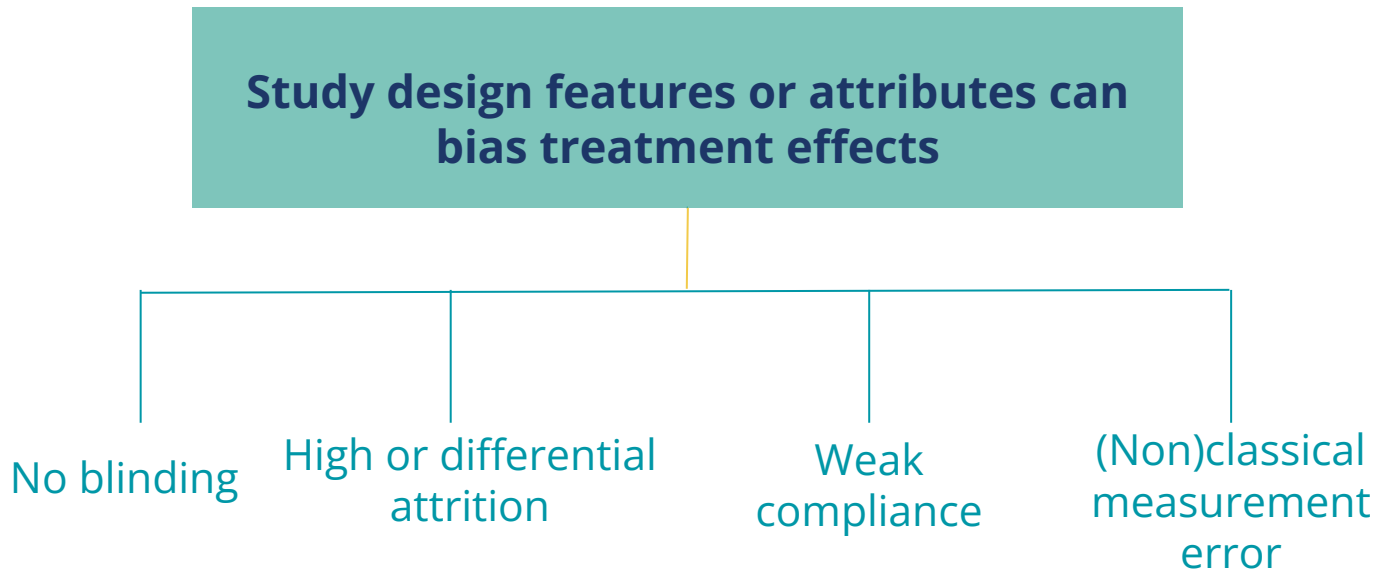 Study design features or attributes can
bias treatment effects
No blinding
High or differential
attrition
Weak
compliance
(Non)classical
measurement
error